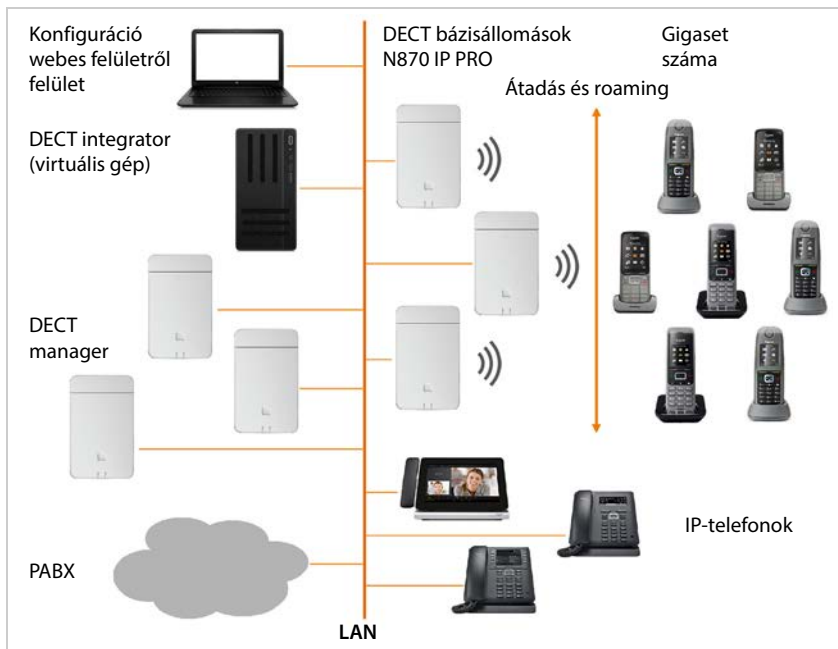 Konfiguráció
webes felületről
felület
DECT bázisállomások
N870 IP PRO
Gigaset
száma
Átadás és roaming
DECT integrator
(virtuális gép)
DECT
manager
IP-telefonok
PABX
LAN